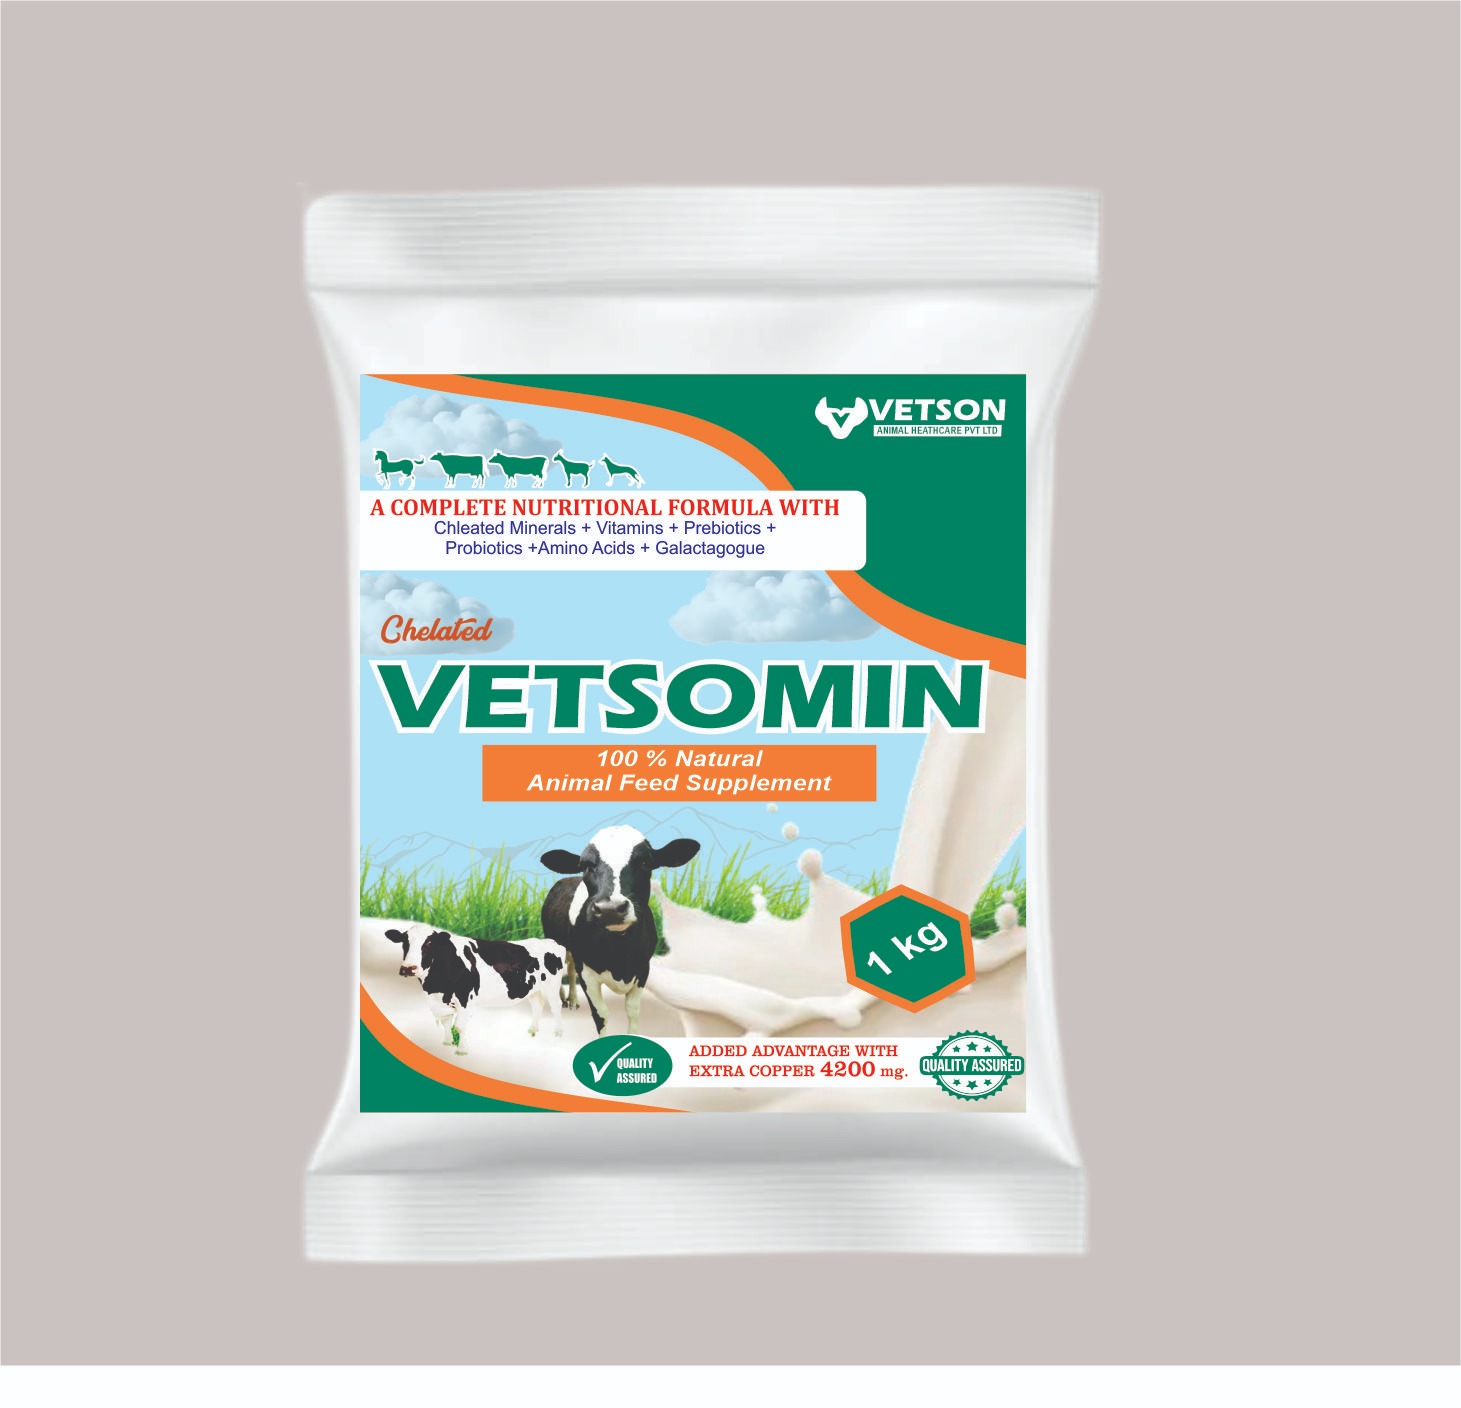 VETSON
ANIMAL HEATHCARE PVT LTD
A COMPLETE NUTRITIONAL FORMULA WITH
Chleated Minerals + Vitamins + Prebiotics +
Probiotics +Amino Acids + Galactagogue
Chelated
VETSOMIN
100 % Natural
Animal Feed Supplement
1 kg
QUALITY
ASSURED
ADDED ADVANTAGE WITH
EXTRA COPPER 4200 mg.
QUALITY ASSURED